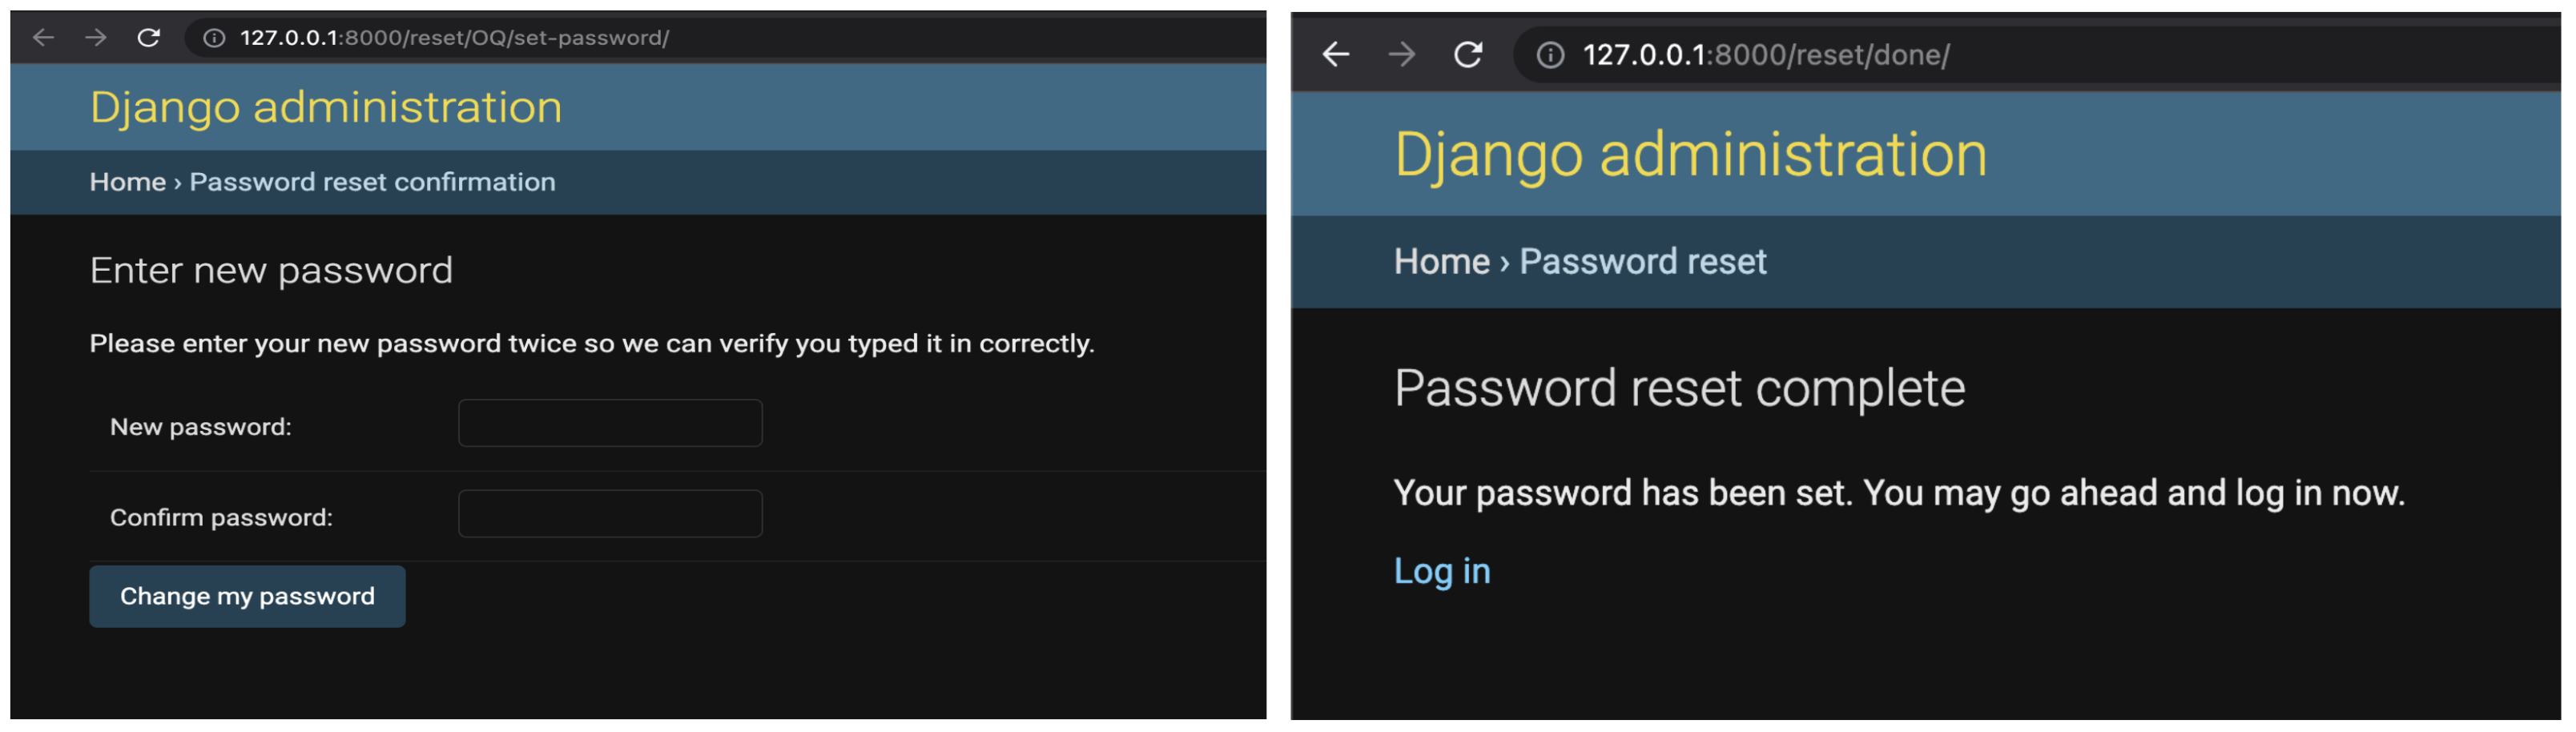 127.0.0.1:8000/reset/OQ/set-password/
Django administration
Home › Password reset confirmation
Enter new password
Please enter your new password twice so we can verify you typed it in correctly.
New password:
Confirm password:
Change my password
127.0.0.1:8000/reset/done/
Django administration
Home › Password reset
Password reset complete
Your password has been set. You may go ahead and log in now.
Log in